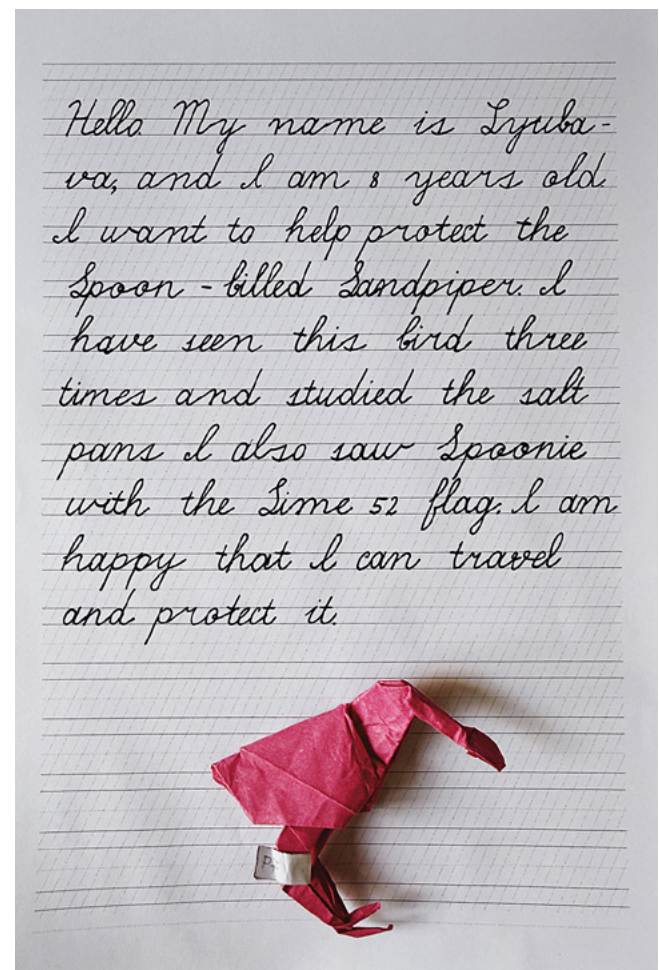 Hello. My name is Lyuba-
va, and I am 8 years old
I want to help protect the
Spoon - billed Sandpiper. I
have seen this bird three
times and studied the salt
pans I also saw Spoonie
with the Lime 52 flag. I am
happy that I can travel
and protect it.